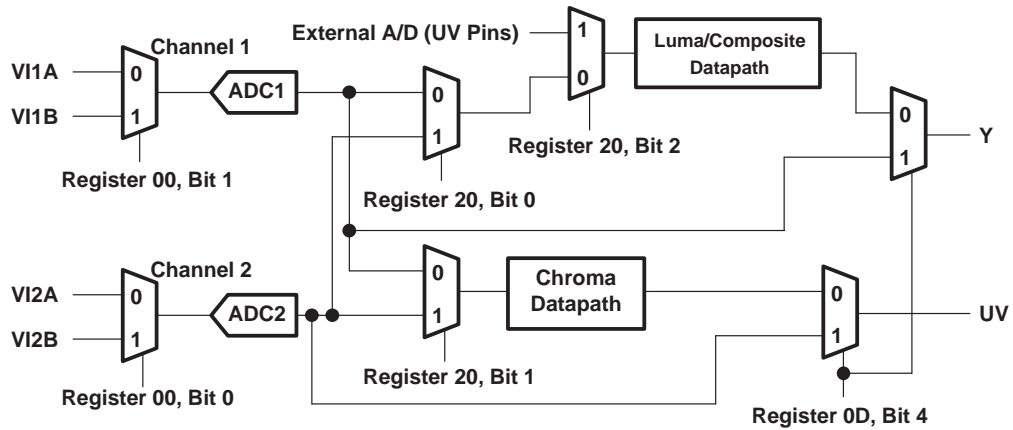 External A/D (UV Pins)
1
0
Luma/Composite
Datapath
Channel 1
VI1A
0
VI1B
1
ADC1
0
1
0
1
Y
Register 20, Bit 2
Register 00, Bit 1
Register 20, Bit 0
Channel 2
VI2A
0
VI2B
1
ADC2
0
1
Chroma
Datapath
0
1
UV
Register 20, Bit 1
Register 00, Bit 0
Register 0D, Bit 4